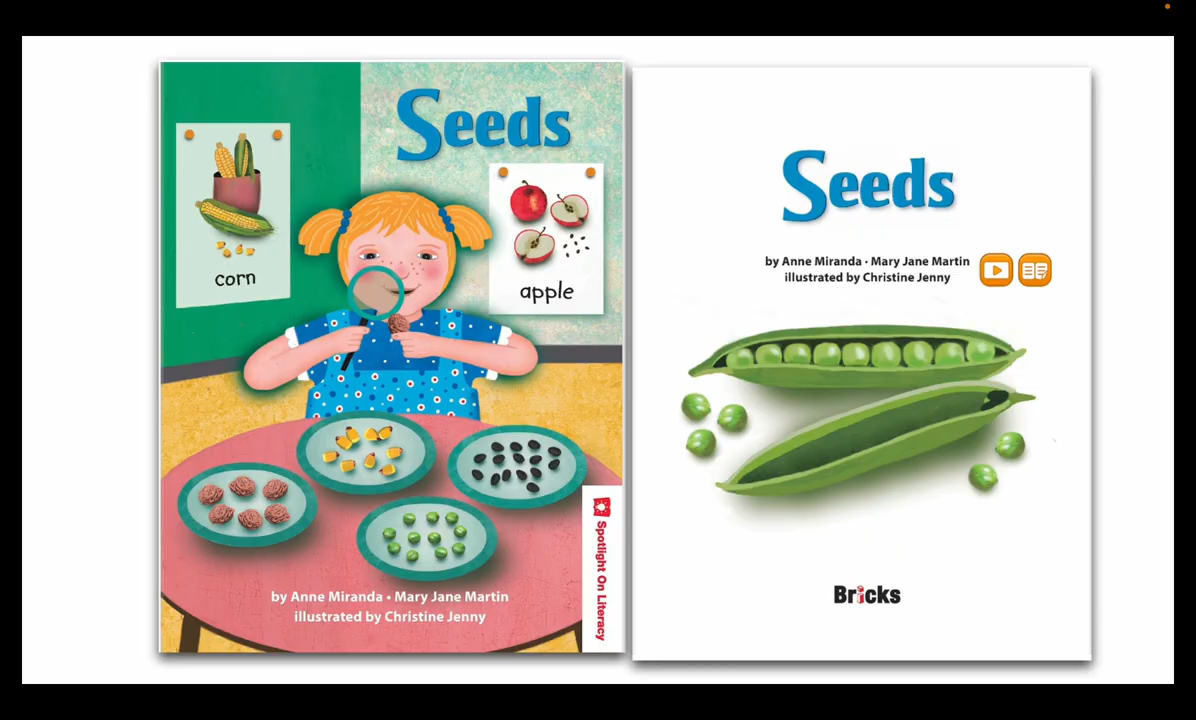 Seeds
corn
apple
by Anne Miranda • Mary Jane Martin
illustrated by Christine Jenny
Spotlight On Literacy
Seeds
by Anne Miranda • Mary Jane Martin
illustrated by Christine Jenny
Bricks